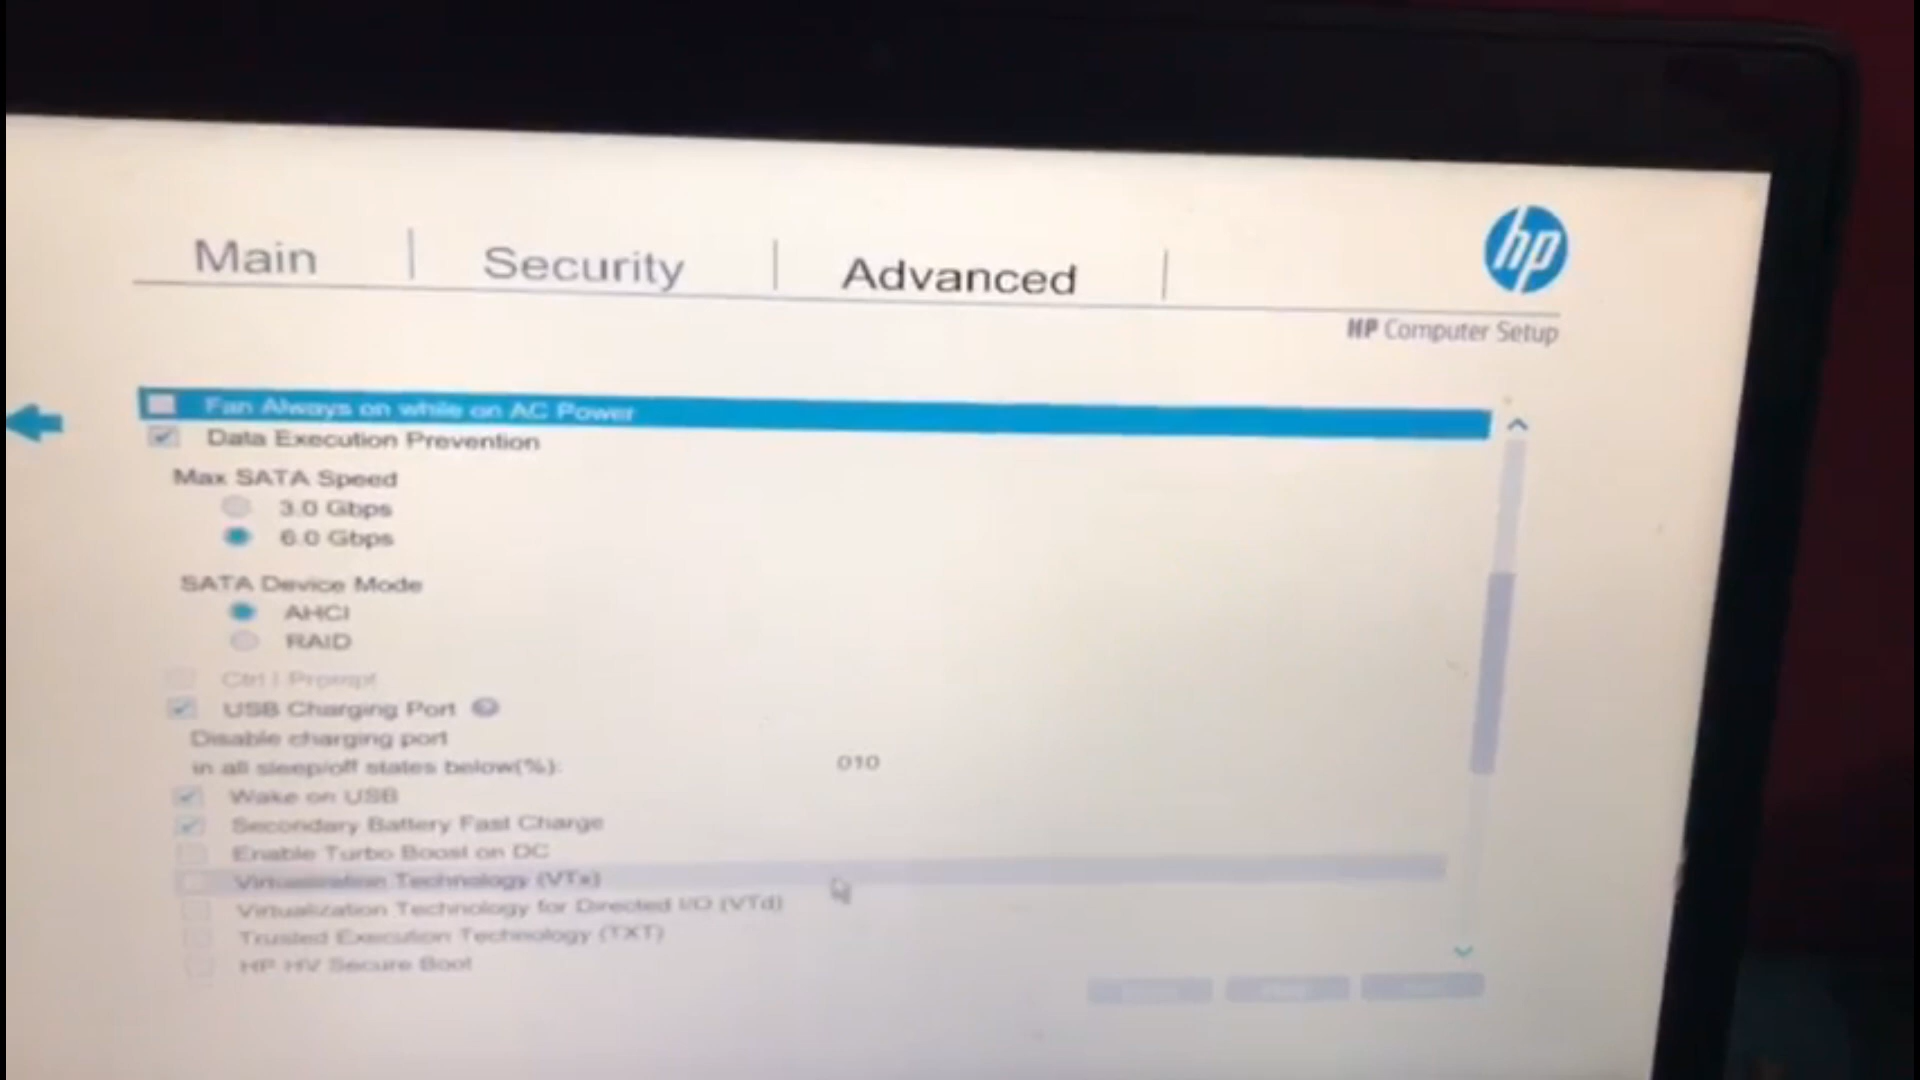 Main
Security
Advanced
hp
HP Computer Setup
Fan Always on while on AC Power
Data Execution Prevention
Max SATA Speed
3.0 Gbps
6.0 Gbps
SATA Device Mode
AHCI
RAID
Ctrl I Prompt
USB Charging Port
Disable charging port
in all sleep/off states below(%):
010
Wake on USB
Secondary Battery Fast Charge
Enable Turbo Boost on DC
Virtualization Technology (VTx)
Virtualization Technology for Directed I/O (VTd)
Trusted Execution Technology (TXT)
HP HV Secure Boot